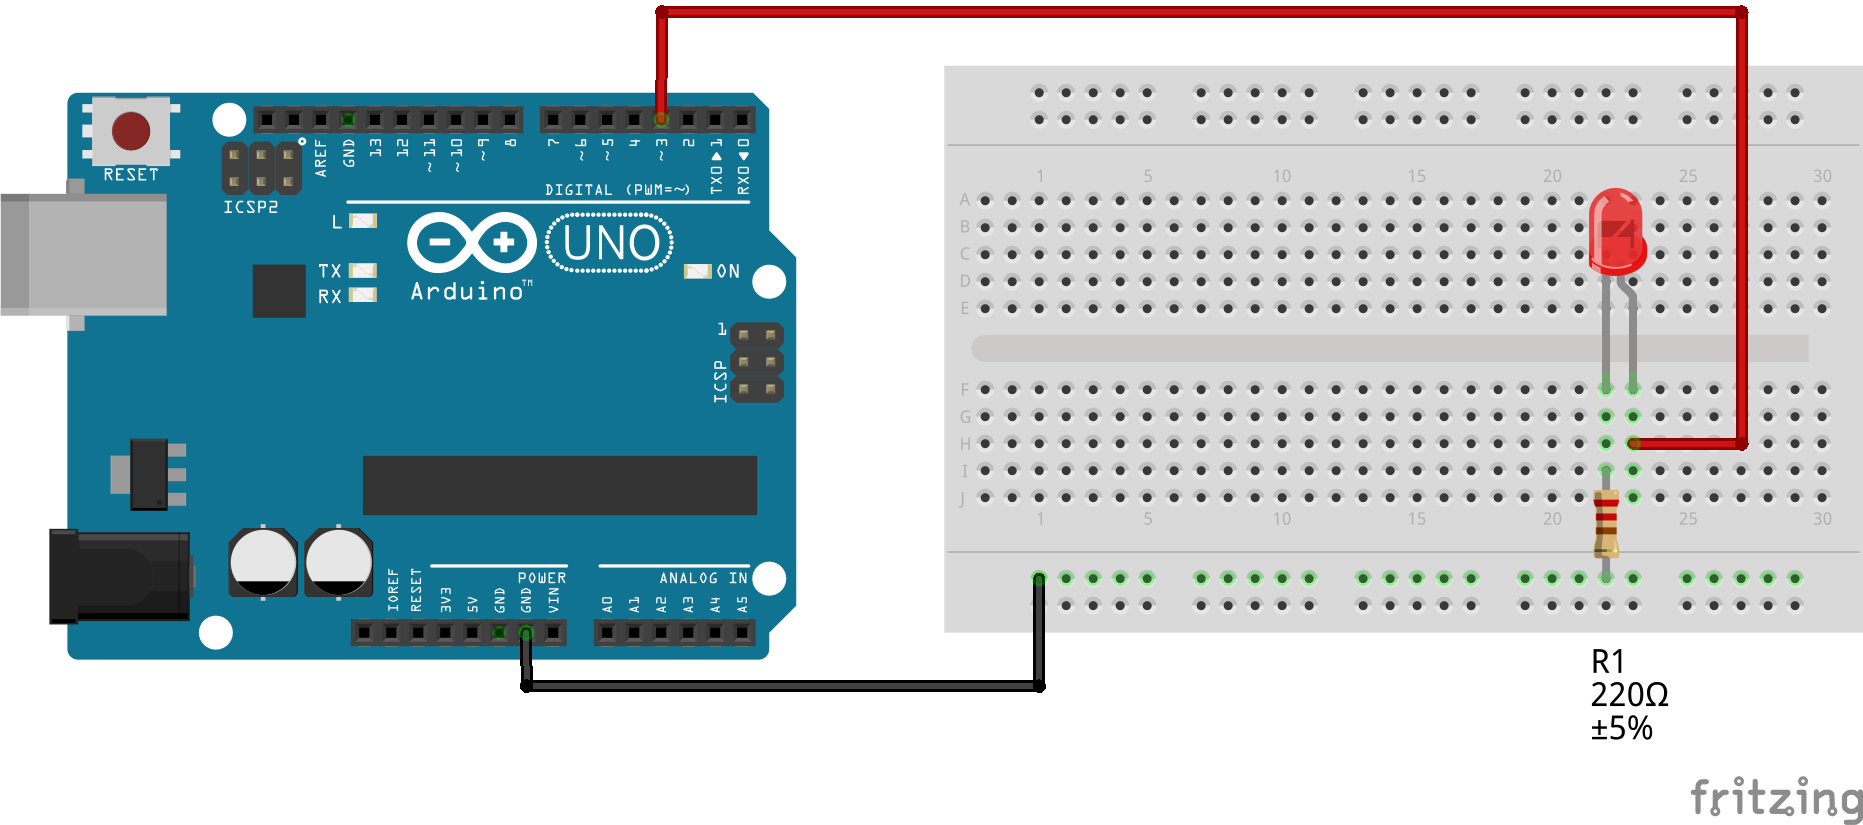 RESET
ICSP2
AREF
GND
13
12
~11
~10
~9
8
7
~6
~5
4
~3
2
TX0▶1
RX0◀0
DIGITAL (PWM=~)
L
TX
RX
UNO
ON
Arduino™
1
ICSP
IOREF
RESET
3V3
5V
GND
GND
VIN
POWER
ANALOG IN
A0
A1
A2
A3
A4
A5
1 5 10 15 20 25 30
A
B
C
D
E
F
G
H
I
J
1 5 10 15 20 25 30
R1
220Ω
±5%
fritzing